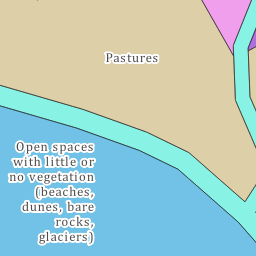 Pastures
Open spaces
with little or
no vegetation
(beaches,
dunes, bare
rocks,
glaciers)